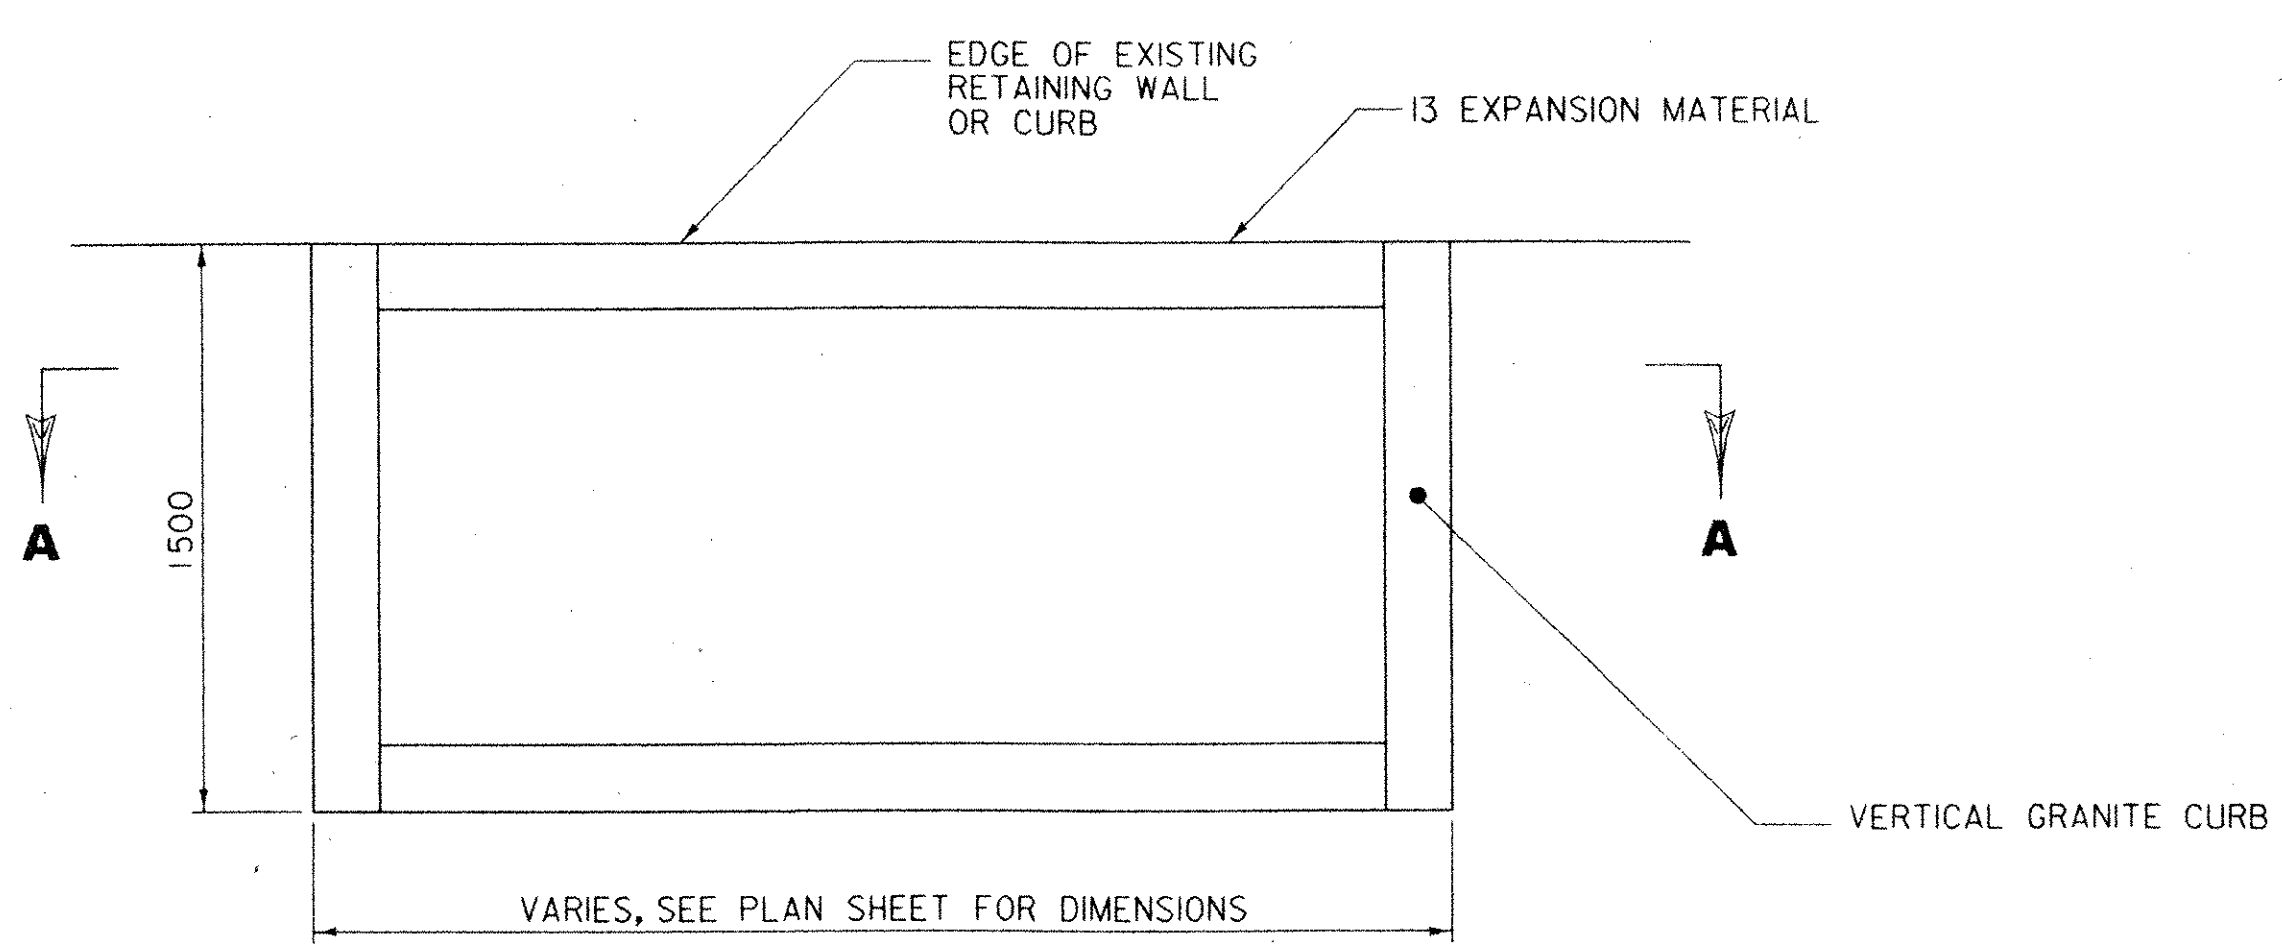 EDGE OF EXISTING
RETAINING WALL
OR CURB
13 EXPANSION MATERIAL
1500
A
A
VERTICAL GRANITE CURB
VARIES, SEE PLAN SHEET FOR DIMENSIONS